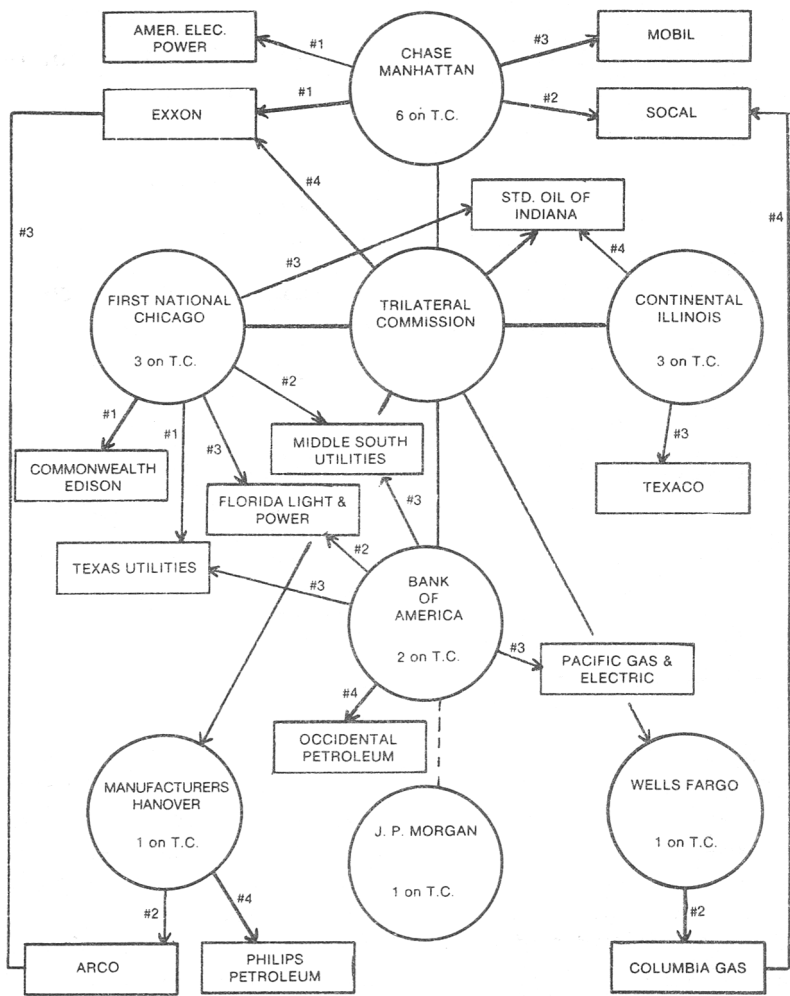 AMER. ELEC.
POWER
#1
CHASE
MANHATTAN
6 on T.C.
#3
MOBIL
EXXON
#1
#2
SOCAL
#4
STD. OIL OF
INDIANA
#3
#4
#3
#4
FIRST NATIONAL
CHICAGO
3 on T.C.
TRILATERAL
COMMISSION
CONTINENTAL
ILLINOIS
3 on T.C.
#2
#1
#1
#3
#3
MIDDLE SOUTH
UTILITIES
COMMONWEALTH
EDISON
TEXACO
FLORIDA LIGHT &
POWER
#3
#2
TEXAS UTILITIES
#3
BANK
OF
AMERICA
2 on T.C.
#3
PACIFIC GAS &
ELECTRIC
#4
OCCIDENTAL
PETROLEUM
MANUFACTURERS
HANOVER
1 on T.C.
J. P. MORGAN
1 on T.C.
WELLS FARGO
1 on T.C.
#2
#4
#2
ARCO
PHILIPS
PETROLEUM
COLUMBIA GAS